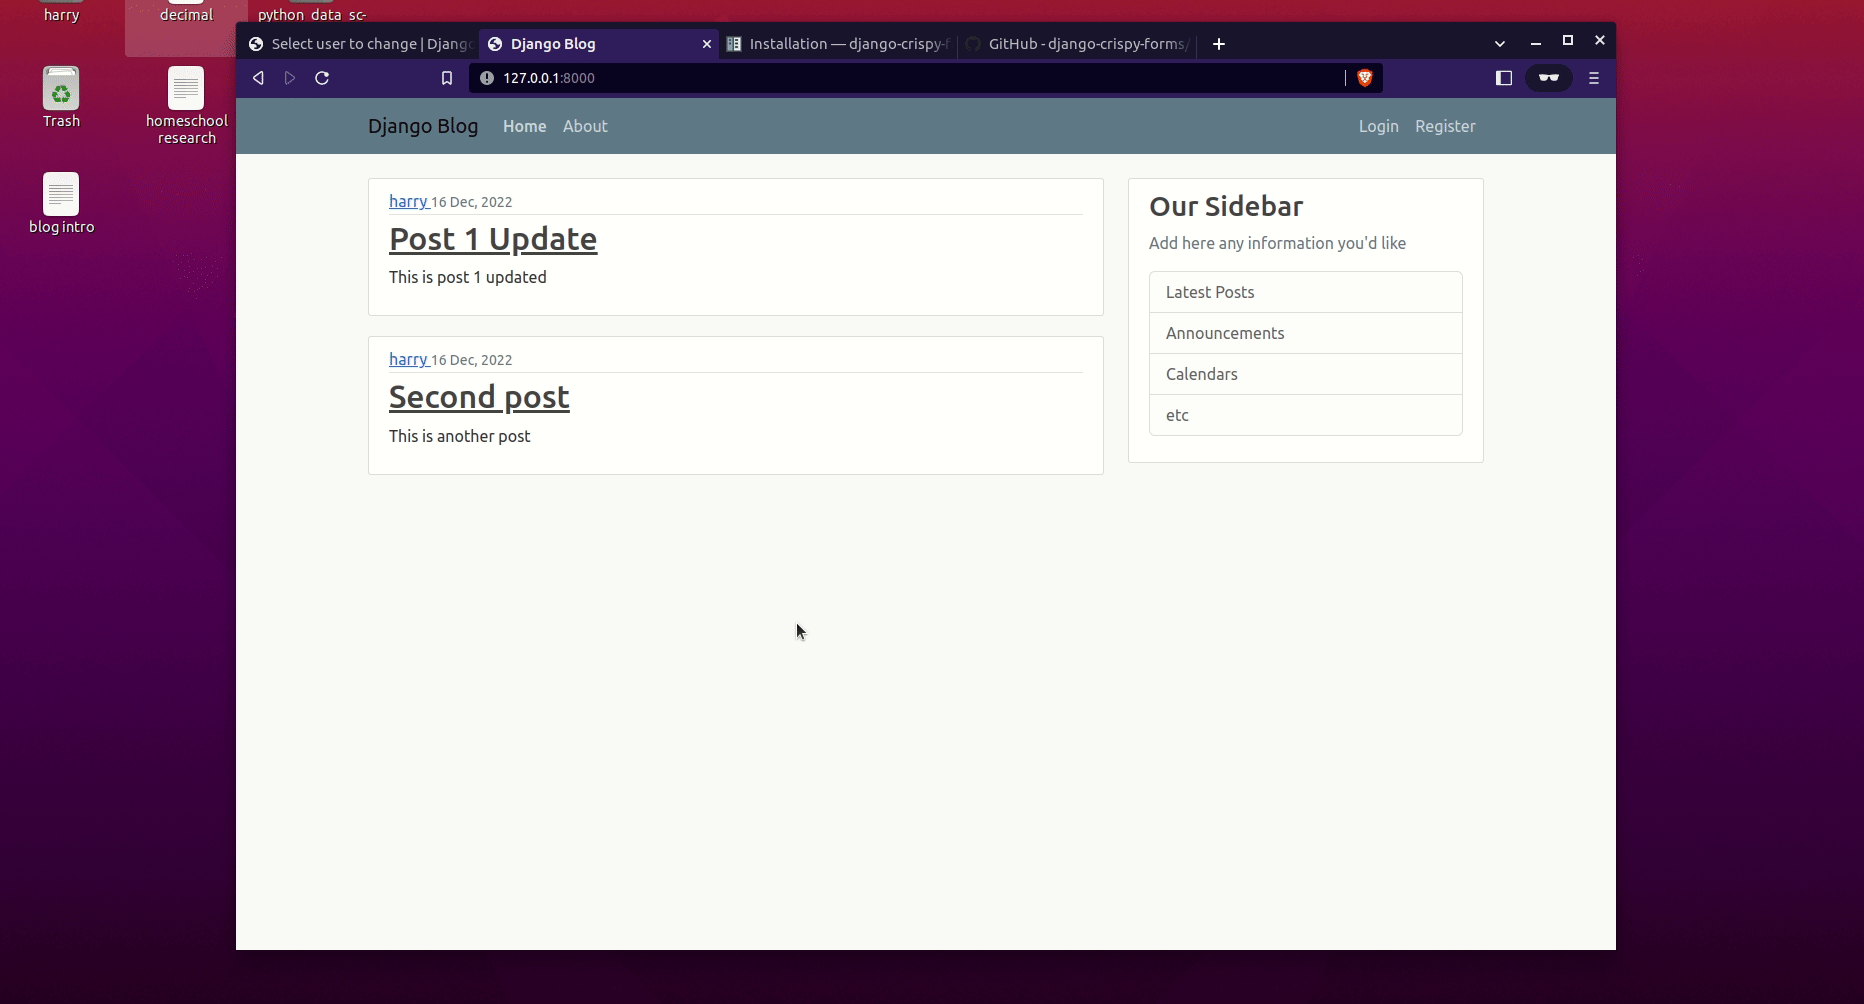 harry
decimal
python_data_sc-
Trash
homeschool
research
blog intro
Select user to change | Djang
Django Blog
Installation — django-crispy-f
GitHub - django-crispy-forms/
127.0.0.1:8000
Django Blog
Home
About
Login
Register
harry 16 Dec, 2022
Post 1 Update
This is post 1 updated
harry 16 Dec, 2022
Second post
This is another post
Our Sidebar
Add here any information you'd like
Latest Posts
Announcements
Calendars
etc